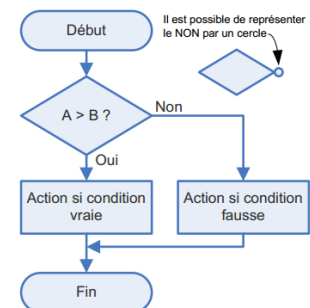 Début
Il est possible de représenter
le NON par un cercle
A > B ?
Non
Oui
Action si condition
vraie
Action si condition
fausse
Fin